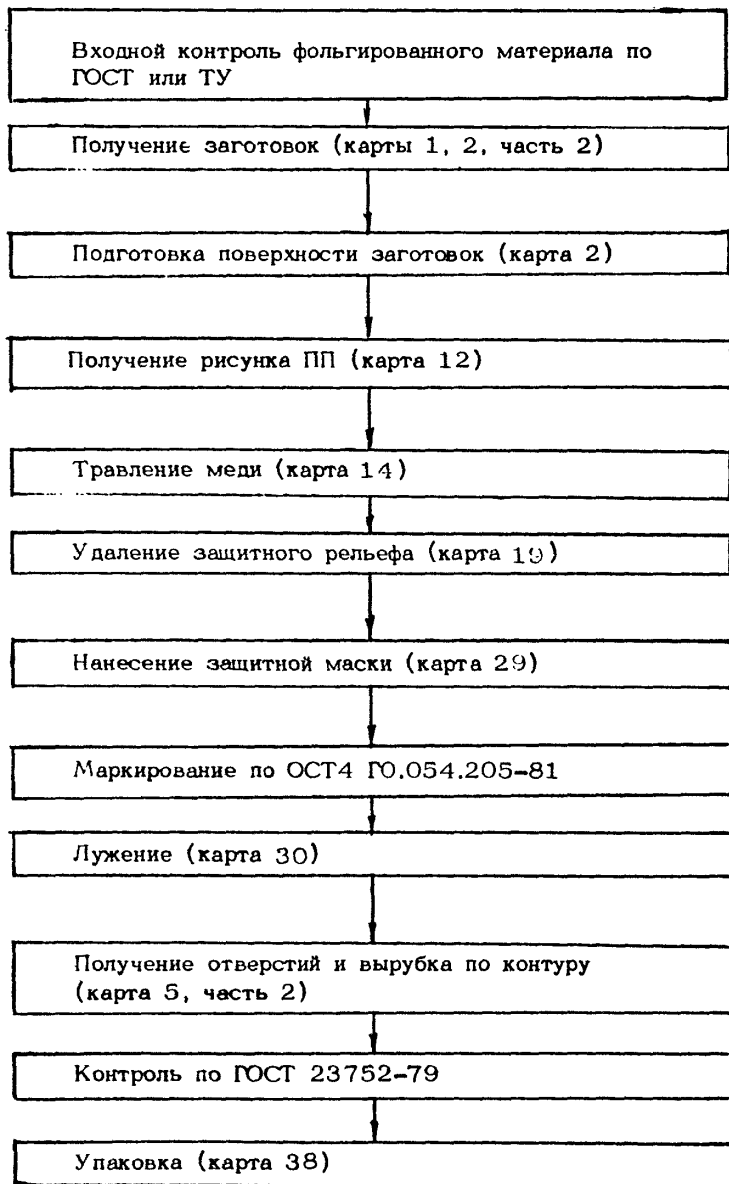 Входной контроль фольгированного материала по
ГОСТ или ТУ
Получение заготовок (карты 1, 2, часть 2)
Подготовка поверхности заготовок (карта 2)
Получение рисунка ПП (карта 12)
Травление меди (карта 14)
Удаление защитного рельефа (карта 19)
Нанесение защитной маски (карта 29)
Маркирование по ОСТ4 ГО.054.205-81
Лужение (карта 30)
Получение отверстий и вырубка по контуру
(карта 5, часть 2)
Контроль по ГОСТ 23752-79
Упаковка (карта 38)